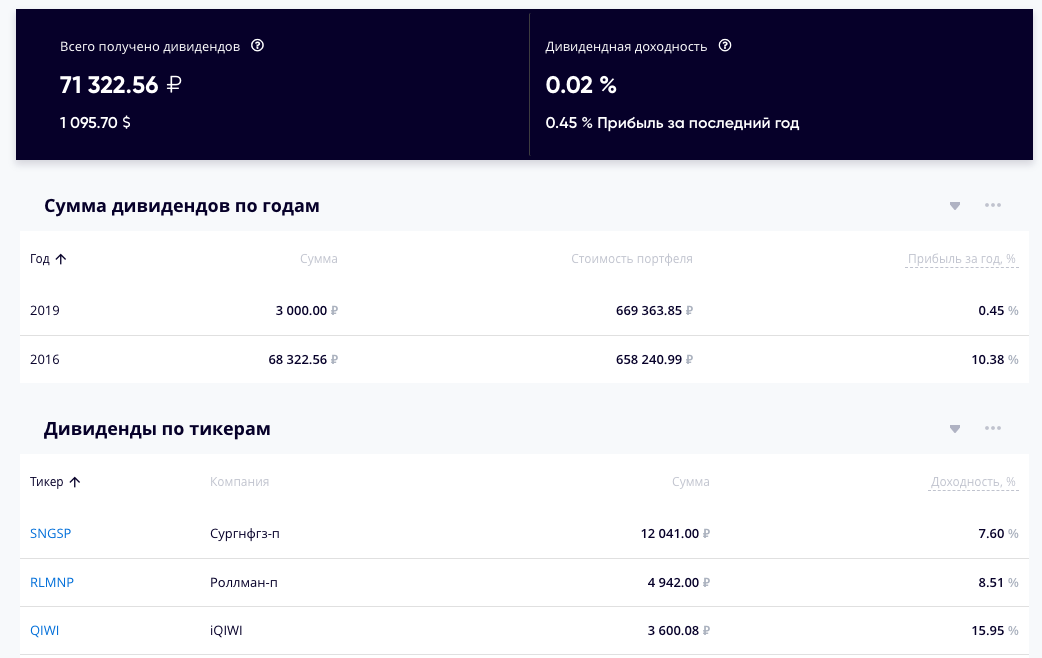 Всего получено дивидендов ?
Дивидендная доходность ?
71 322.56 ₽
0.02 %
1 095.70 $
0.45 % Прибыль за последний год
Сумма дивидендов по годам
Год Сумма Стоимость портфеля Прибыль за год, %
2019 3 000.00 ₽ 669 363.85 ₽ 0.45 %
2016 68 322.56 ₽ 658 240.99 ₽ 10.38 %
Дивиденды по тикерам
Тикер Компания Сумма Доходность, %
SNGSP Сургнфгз-п 12 041.00 ₽ 7.60 %
RLMNP Роллман-п 4 942.00 ₽ 8.51 %
QIWI iQIWI 3 600.08 ₽ 15.95 %